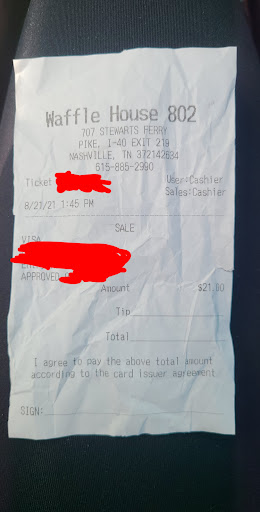 Waffle House 802
707 STEWARTS FERRY
PIKE, I-40 EXIT 219
NASHVILLE, TN 372142634
615-885-2990
Ticket User:Cashier
Sales:Cashier
8/21/21 1:45 PM
SALE
VISA
APPROVED
Amount $21.00
Tip
Total
I agree to pay the above total amount
according to the card issuer agreement
SIGN: